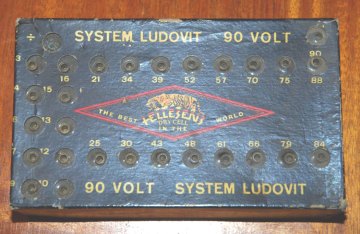 ÷ SYSTEM LUDOVIT 90 VOLT
90
3 16 21 34 39 52 57 70 75 88
15
THE BEST HELLESENS WORLD
DRY CELL
IN THE
12 25 30 43 48 61 66 79 84
10
90 VOLT SYSTEM LUDOVIT